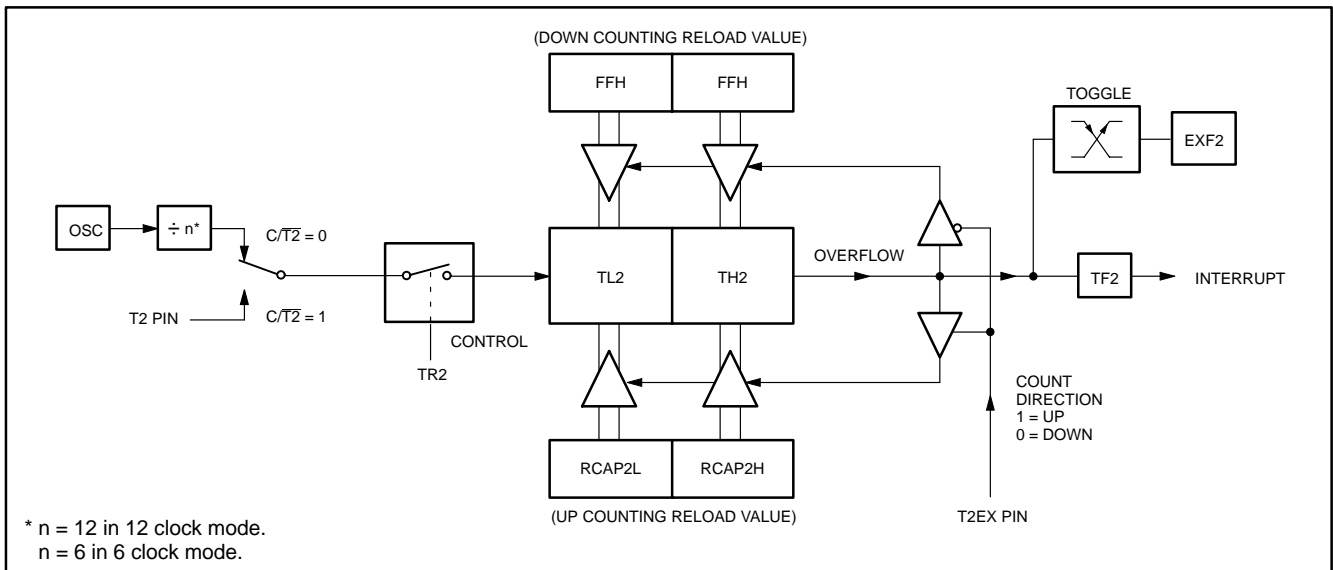 (DOWN COUNTING RELOAD VALUE)
FFH FFH
TOGGLE
EXF2
OSC
÷ n*
C/T̅2̅ = 0
TL2 TH2
OVERFLOW
TF2
INTERRUPT
T2 PIN
C/T̅2̅ = 1
CONTROL
TR2
COUNT
DIRECTION
1 = UP
0 = DOWN
RCAP2L RCAP2H
(UP COUNTING RELOAD VALUE)
T2EX PIN
* n = 12 in 12 clock mode.
n = 6 in 6 clock mode.